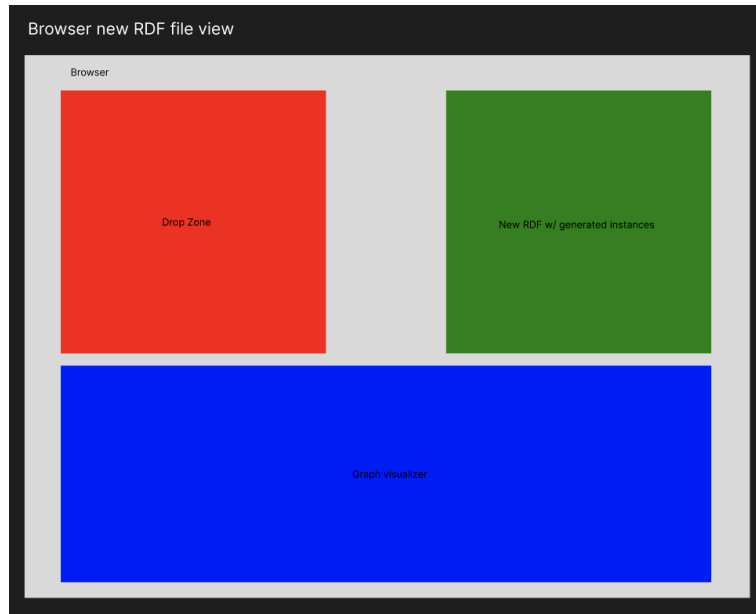 Browser new RDF file view
Browser
Drop Zone
New RDF w/ generated instances
Graph visualizer